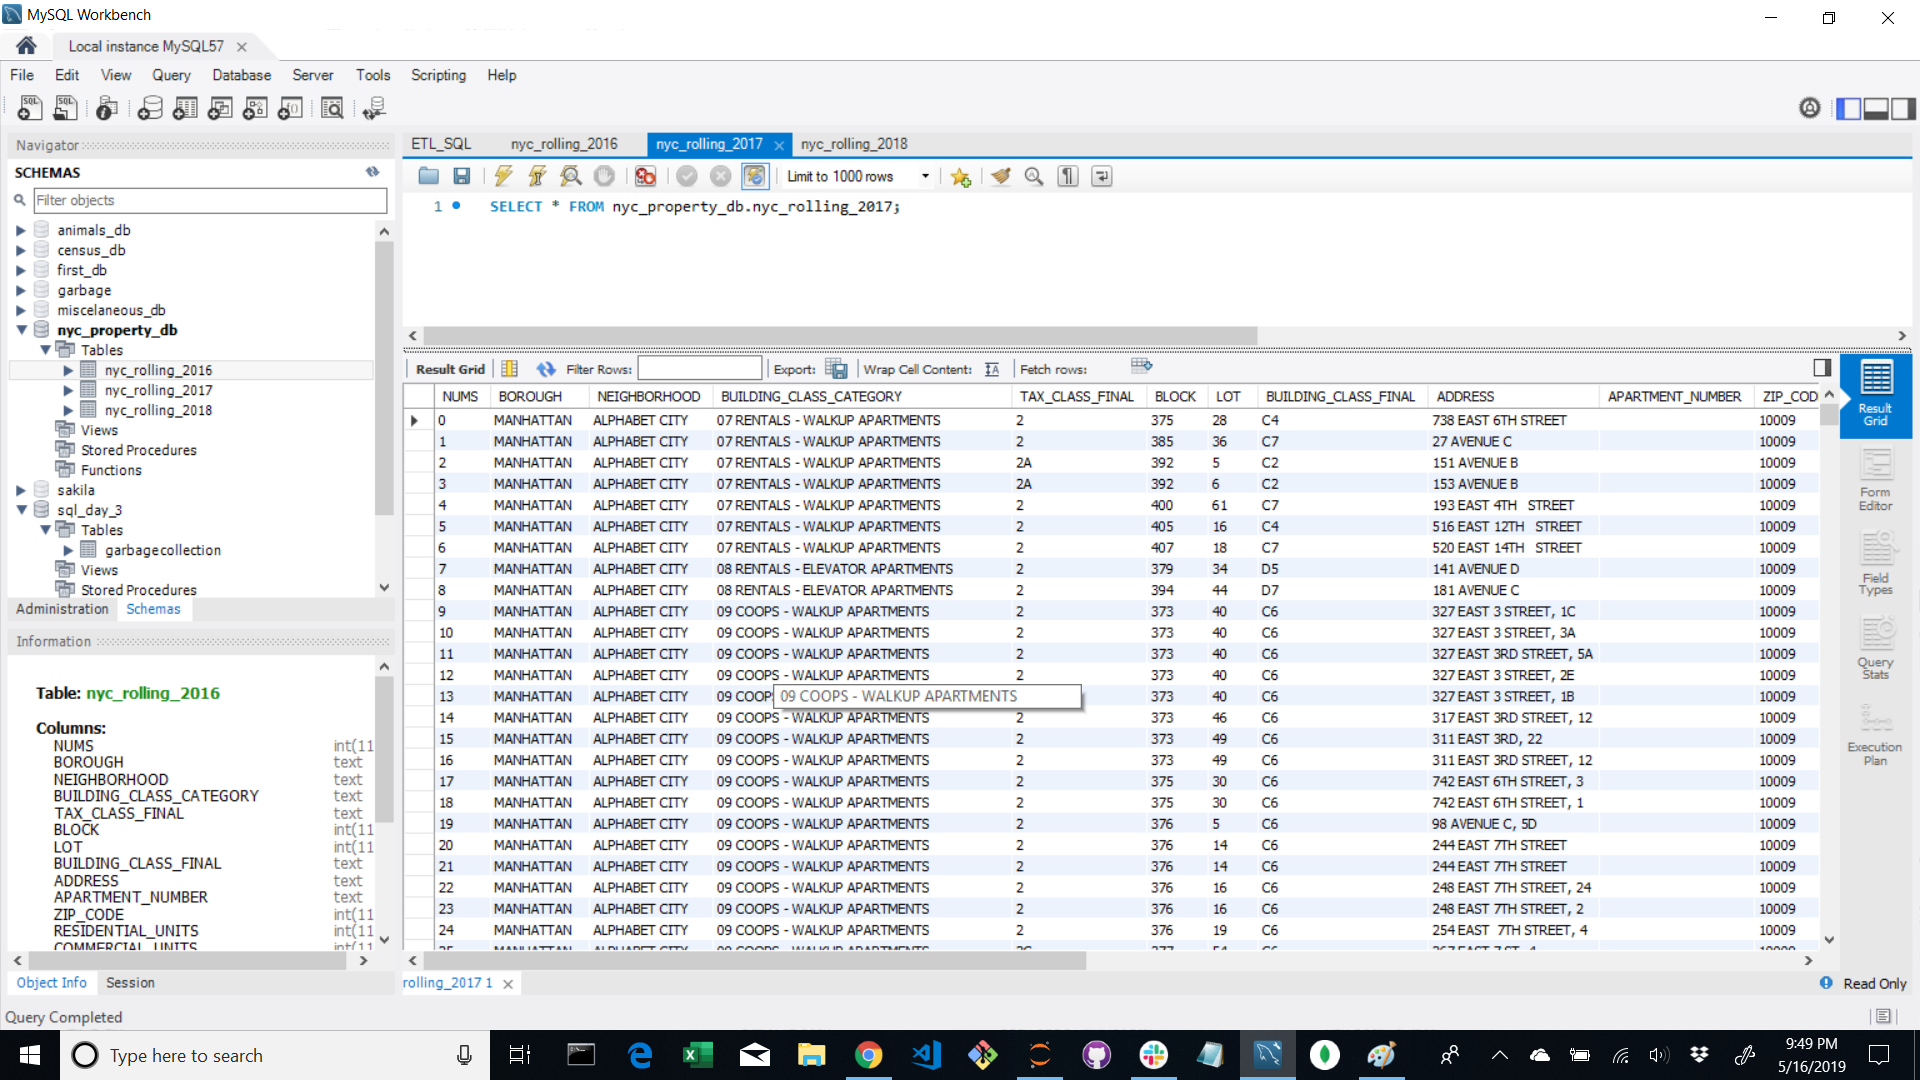 MySQL Workbench
Local instance MySQL57
File Edit View Query Database Server Tools Scripting Help
Navigator
SCHEMAS
Filter objects
animals_db
census_db
first_db
garbage
miscelaneous_db
nyc_property_db
Tables
nyc_rolling_2016
nyc_rolling_2017
nyc_rolling_2018
Views
Stored Procedures
Functions
sakila
sql_day_3
Tables
garbagecollection
Views
Stored Procedures
Administration Schemas
Information
Table: nyc_rolling_2016
Columns:
NUMS int(11
BOROUGH text
NEIGHBORHOOD text
BUILDING_CLASS_CATEGORY text
TAX_CLASS_FINAL text
BLOCK int(11
LOT int(11
BUILDING_CLASS_FINAL text
ADDRESS text
APARTMENT_NUMBER text
ZIP_CODE int(11
RESIDENTIAL_UNITS int(11
COMMERCIAL_UNITS int(11
Object Info Session
Query Completed
ETL_SQL nyc_rolling_2016 nyc_rolling_2017 nyc_rolling_2018
Limit to 1000 rows
1 SELECT * FROM nyc_property_db.nyc_rolling_2017;
Result Grid Filter Rows: Export: Wrap Cell Content: Fetch rows:
NUMS BOROUGH NEIGHBORHOOD BUILDING_CLASS_CATEGORY TAX_CLASS_FINAL BLOCK LOT BUILDING_CLASS_FINAL ADDRESS APARTMENT_NUMBER ZIP_COD
0 MANHATTAN ALPHABET CITY 07 RENTALS - WALKUP APARTMENTS 2 375 28 C4 738 EAST 6TH STREET 10009
1 MANHATTAN ALPHABET CITY 07 RENTALS - WALKUP APARTMENTS 2 385 36 C7 27 AVENUE C 10009
2 MANHATTAN ALPHABET CITY 07 RENTALS - WALKUP APARTMENTS 2A 392 5 C2 151 AVENUE B 10009
3 MANHATTAN ALPHABET CITY 07 RENTALS - WALKUP APARTMENTS 2A 392 6 C2 153 AVENUE B 10009
4 MANHATTAN ALPHABET CITY 07 RENTALS - WALKUP APARTMENTS 2 400 61 C7 193 EAST 4TH STREET 10009
5 MANHATTAN ALPHABET CITY 07 RENTALS - WALKUP APARTMENTS 2 405 16 C4 516 EAST 12TH STREET 10009
6 MANHATTAN ALPHABET CITY 07 RENTALS - WALKUP APARTMENTS 2 407 18 C7 520 EAST 14TH STREET 10009
7 MANHATTAN ALPHABET CITY 08 RENTALS - ELEVATOR APARTMENTS 2 379 34 D5 141 AVENUE D 10009
8 MANHATTAN ALPHABET CITY 08 RENTALS - ELEVATOR APARTMENTS 2 394 44 D7 181 AVENUE C 10009
9 MANHATTAN ALPHABET CITY 09 COOPS - WALKUP APARTMENTS 2 373 40 C6 327 EAST 3 STREET, 1C 10009
10 MANHATTAN ALPHABET CITY 09 COOPS - WALKUP APARTMENTS 2 373 40 C6 327 EAST 3 STREET, 3A 10009
11 MANHATTAN ALPHABET CITY 09 COOPS - WALKUP APARTMENTS 2 373 40 C6 327 EAST 3RD STREET, 5A 10009
12 MANHATTAN ALPHABET CITY 09 COOPS - WALKUP APARTMENTS 2 373 40 C6 327 EAST 3 STREET, 2E 10009
13 MANHATTAN ALPHABET CITY 09 COOP 09 COOPS - WALKUP APARTMENTS 373 40 C6 327 EAST 3 STREET, 1B 10009
14 MANHATTAN ALPHABET CITY 09 COOPS - WALKUP APARTMENTS 2 373 46 C6 317 EAST 3RD STREET, 12 10009
15 MANHATTAN ALPHABET CITY 09 COOPS - WALKUP APARTMENTS 2 373 49 C6 311 EAST 3RD, 22 10009
16 MANHATTAN ALPHABET CITY 09 COOPS - WALKUP APARTMENTS 2 373 49 C6 311 EAST 3RD STREET, 12 10009
17 MANHATTAN ALPHABET CITY 09 COOPS - WALKUP APARTMENTS 2 375 30 C6 742 EAST 6TH STREET, 3 10009
18 MANHATTAN ALPHABET CITY 09 COOPS - WALKUP APARTMENTS 2 375 30 C6 742 EAST 6TH STREET, 1 10009
19 MANHATTAN ALPHABET CITY 09 COOPS - WALKUP APARTMENTS 2 376 5 C6 98 AVENUE C, 5D 10009
20 MANHATTAN ALPHABET CITY 09 COOPS - WALKUP APARTMENTS 2 376 14 C6 244 EAST 7TH STREET 10009
21 MANHATTAN ALPHABET CITY 09 COOPS - WALKUP APARTMENTS 2 376 14 C6 244 EAST 7TH STREET 10009
22 MANHATTAN ALPHABET CITY 09 COOPS - WALKUP APARTMENTS 2 376 16 C6 248 EAST 7TH STREET, 24 10009
23 MANHATTAN ALPHABET CITY 09 COOPS - WALKUP APARTMENTS 2 376 16 C6 248 EAST 7TH STREET, 2 10009
24 MANHATTAN ALPHABET CITY 09 COOPS - WALKUP APARTMENTS 2 376 19 C6 254 EAST 7TH STREET, 4 10009
Result Grid
Form Editor
Field Types
Query Stats
Execution Plan
rolling_2017 1
Read Only
Type here to search
9:49 PM
5/16/2019